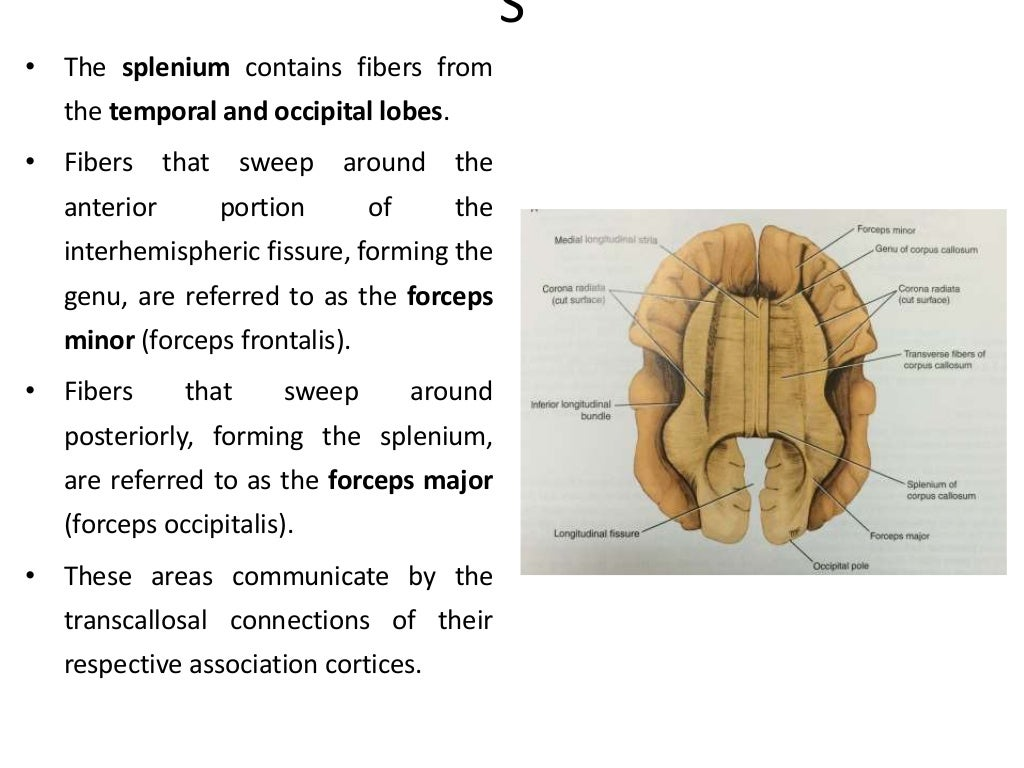 S
• The splenium contains fibers from
the temporal and occipital lobes.
• Fibers that sweep around the
anterior portion of the
interhemispheric fissure, forming the
genu, are referred to as the forceps
minor (forceps frontalis).
• Fibers that sweep around
posteriorly, forming the splenium,
are referred to as the forceps major
(forceps occipitalis).
• These areas communicate by the
transcallosal connections of their
respective association cortices.
Medial longitudinal stria
Corona radiata
(cut surface)
Inferior longitudinal
bundle
Longitudinal fissure
Forceps minor
Genu of corpus callosum
Corona radiata
(cut surface)
Transverse fibers of
corpus callosum
Splenium of
corpus callosum
Forceps major
Occipital pole